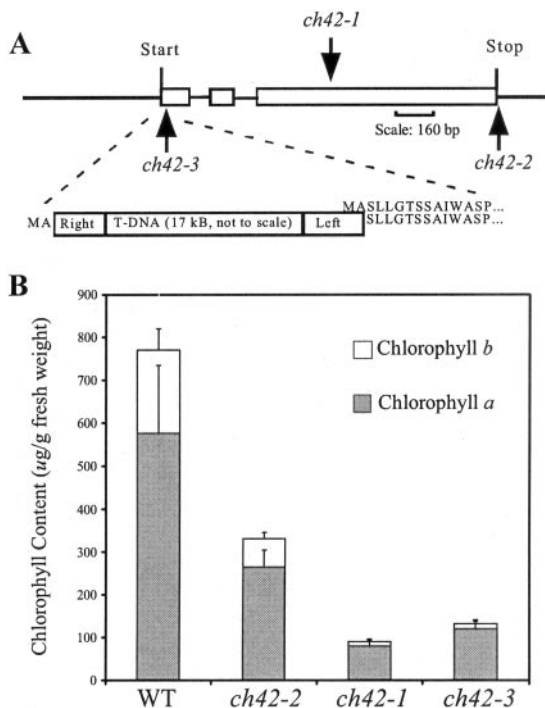 A
ch42-1
Start
Stop
Scale: 160 bp
ch42-3
ch42-2
MASLLGTSSAIWASP...
MA Right T-DNA (17 kB, not to scale) Left SLLGTSSAIWASP...
B
900
800
700
600
500
400
300
200
100
0
Chlorophyll Content (ug/g fresh weight)
Chlorophyll b
Chlorophyll a
WT ch42-2 ch42-1 ch42-3